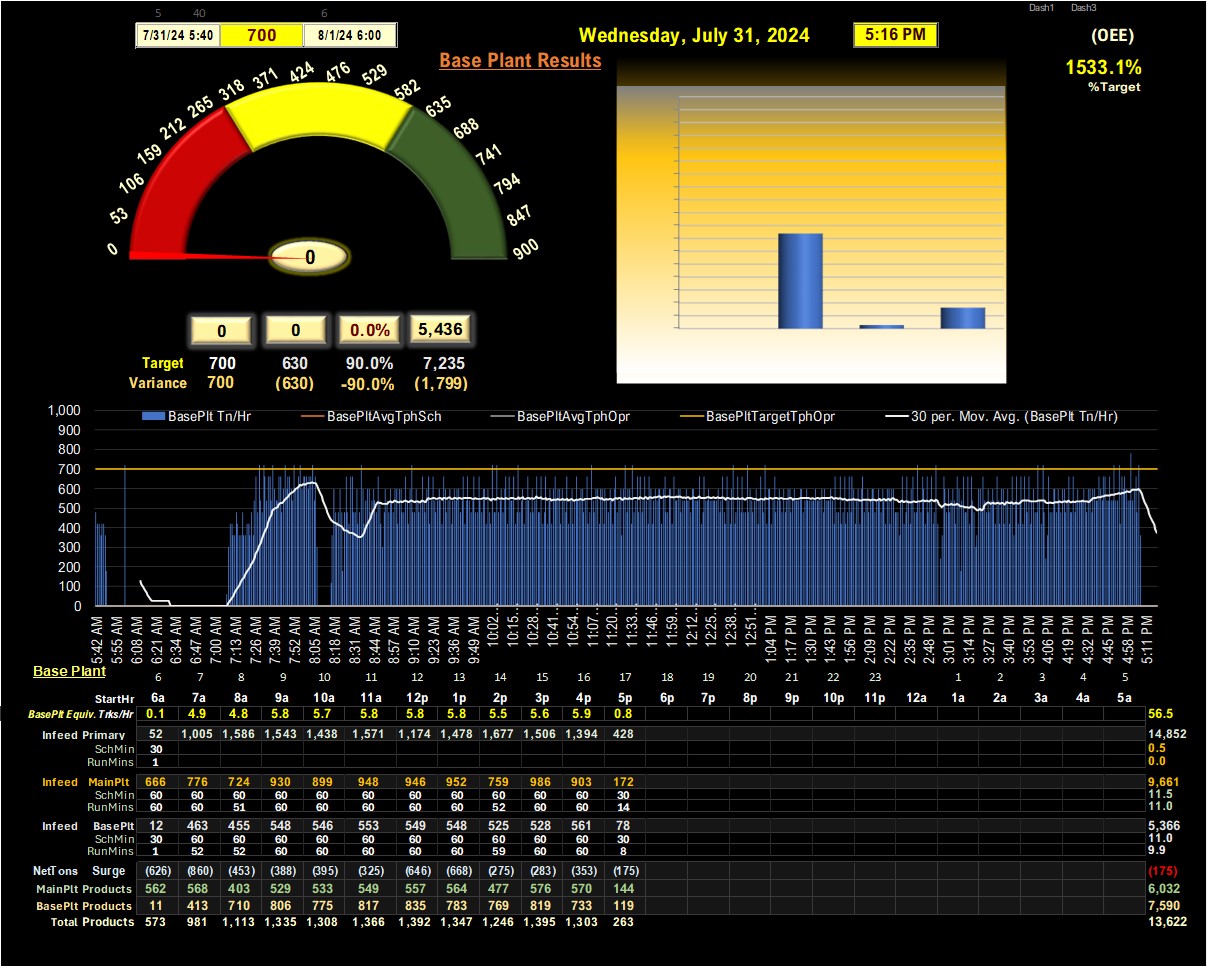 5 40 6 Dash1 Dash3
7/31/24 5:40 700 8/1/24 6:00 Wednesday, July 31, 2024 5:16 PM (OEE)
Base Plant Results 1533.1%
%Target
0 53 106 159 212 265 318 371 424 476 529 582 635 688 741 794 847 900
0
0 0 0.0% 5,436
Target 700 630 90.0% 7,235
Variance 700 (630) -90.0% (1,799)
BasePlt Tn/Hr BasePltAvgTphSch BasePltAvgTphOpr BasePltTargetTphOpr 30 per. Mov. Avg. (BasePlt Tn/Hr)
1,000
900
800
700
600
500
400
300
200
100
0
5:42 AM 5:55 AM 6:08 AM 6:21 AM 6:34 AM 6:47 AM 7:00 AM 7:13 AM 7:26 AM 7:39 AM 7:52 AM 8:05 AM 8:18 AM 8:31 AM 8:44 AM 8:57 AM 9:10 AM 9:23 AM 9:36 AM 9:49 AM 10:02… 10:15… 10:28… 10:41… 10:54… 11:07… 11:20… 11:33… 11:46… 11:59… 12:12… 12:25… 12:38… 12:51… 1:04 PM 1:17 PM 1:30 PM 1:43 PM 1:56 PM 2:09 PM 2:22 PM 2:35 PM 2:48 PM 3:01 PM 3:14 PM 3:27 PM 3:40 PM 3:53 PM 4:06 PM 4:19 PM 4:32 PM 4:45 PM 4:58 PM 5:11 PM
Base Plant 6 7 8 9 10 11 12 13 14 15 16 17 18 19 20 21 22 23 1 2 3 4 5
StartHr 6a 7a 8a 9a 10a 11a 12p 1p 2p 3p 4p 5p 6p 7p 8p 9p 10p 11p 12a 1a 2a 3a 4a 5a
BasePlt Equiv. Trks/Hr 0.1 4.9 4.8 5.8 5.7 5.8 5.8 5.8 5.5 5.6 5.9 0.8 56.5
Infeed Primary 52 1,005 1,586 1,543 1,438 1,571 1,174 1,478 1,677 1,506 1,394 428 14,852
SchMin 30 0.5
RunMins 1 0.0
Infeed MainPlt 666 776 724 930 899 948 946 952 759 986 903 172 9,661
SchMin 60 60 60 60 60 60 60 60 60 60 60 30 11.5
RunMins 60 60 51 60 60 60 60 60 52 60 60 14 11.0
Infeed BasePlt 12 463 455 548 546 553 549 548 525 528 561 78 5,366
SchMin 30 60 60 60 60 60 60 60 60 60 60 30 11.0
RunMins 1 52 52 60 60 60 60 60 59 60 60 8 9.9
NetTons Surge (626) (860) (453) (388) (395) (325) (646) (668) (275) (283) (353) (175) (175)
MainPlt Products 562 568 403 529 533 549 557 564 477 576 570 144 6,032
BasePlt Products 11 413 710 806 775 817 835 783 769 819 733 119 7,590
Total Products 573 981 1,113 1,335 1,308 1,366 1,392 1,347 1,246 1,395 1,303 263 13,622